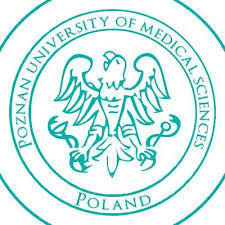 POZNAN UNIVERSITY OF MEDICAL SCIENCES
POLAND